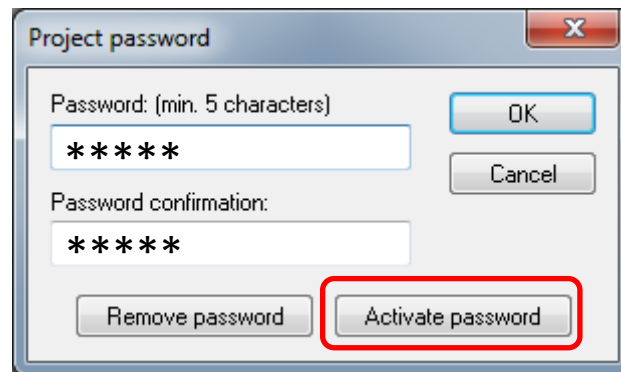 Project password
Password: (min. 5 characters)
OK
*****
Cancel
Password confirmation:
*****
Remove password
Activate password